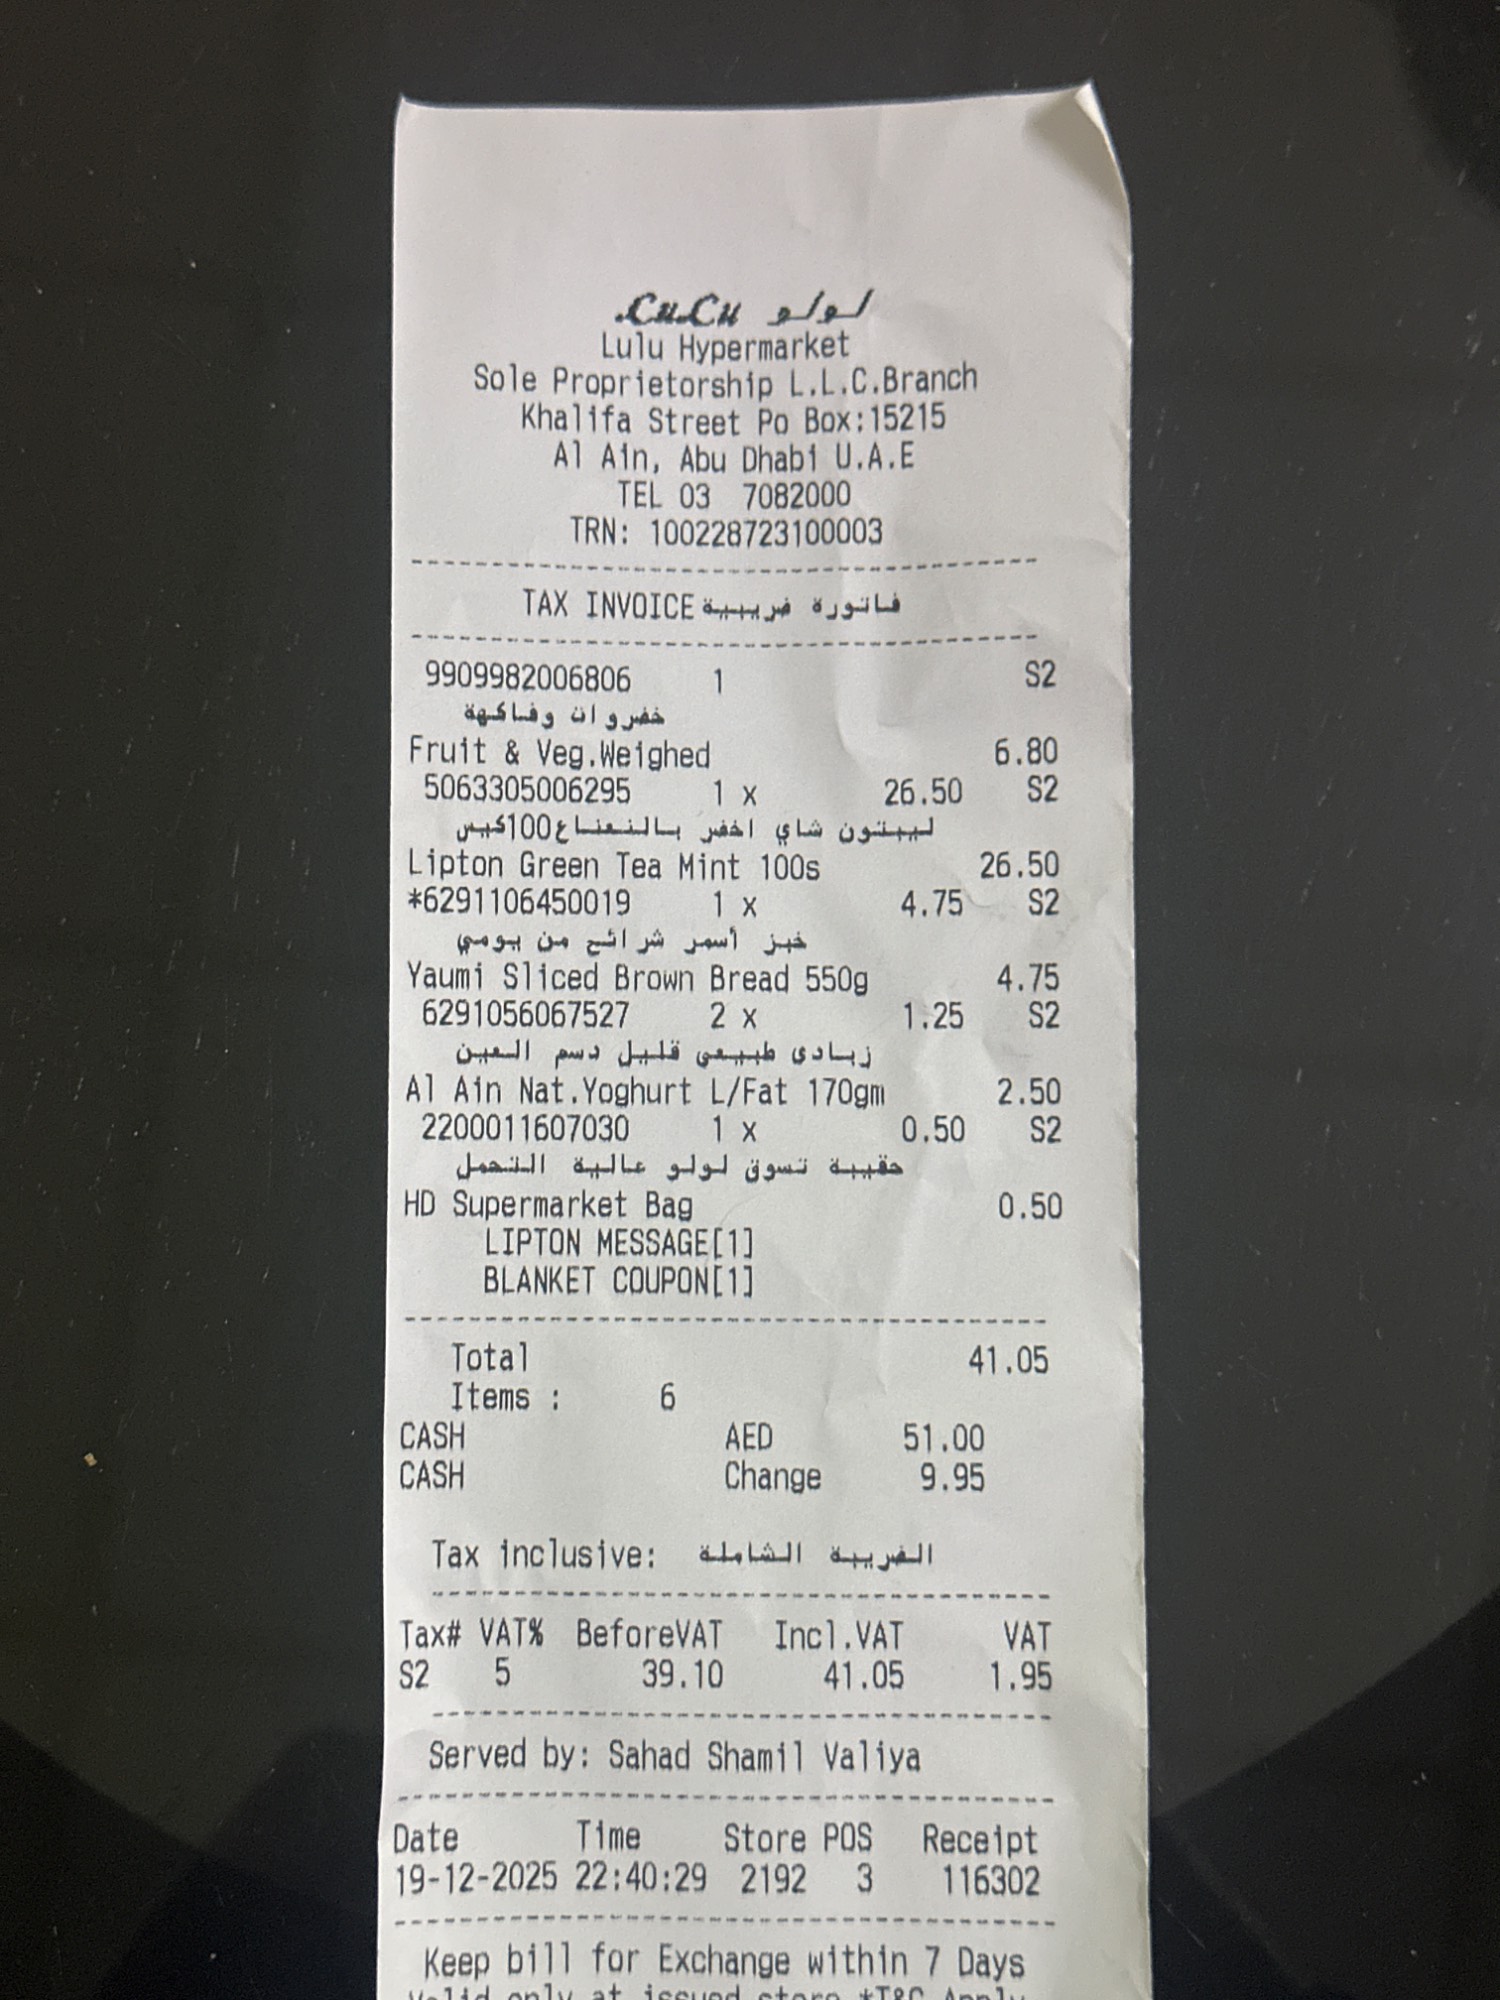 LuLu لولو
Lulu Hypermarket
Sole Proprietorship L.L.C.Branch
Khalifa Street Po Box:15215
Al Ain, Abu Dhabi U.A.E
TEL 03 7082000
TRN: 100228723100003
TAX INVOICE فاتورة ضريبية
9909982006806 1 S2
خضروات وفاكهة
Fruit & Veg.Weighed 6.80
5063305006295 1 x 26.50 S2
ليبتون شاي اخضر بالنعناع100كيس
Lipton Green Tea Mint 100s 26.50
*6291106450019 1 x 4.75 S2
خبز أسمر شرائح من يومي
Yaumi Sliced Brown Bread 550g 4.75
6291056067527 2 x 1.25 S2
زبادى طبيعي قليل دسم العين
Al Ain Nat.Yoghurt L/Fat 170gm 2.50
2200011607030 1 x 0.50 S2
حقيبة تسوق لولو عالية التحمل
HD Supermarket Bag 0.50
LIPTON MESSAGE[1]
BLANKET COUPON[1]
Total 41.05
Items : 6
CASH AED 51.00
CASH Change 9.95
Tax inclusive: الضريبة الشاملة
Tax# VAT% BeforeVAT Incl.VAT VAT
S2 5 39.10 41.05 1.95
Served by: Sahad Shamil Valiya
Date Time Store POS Receipt
19-12-2025 22:40:29 2192 3 116302
Keep bill for Exchange within 7 Days
Valid only at issued store *T&C Apply